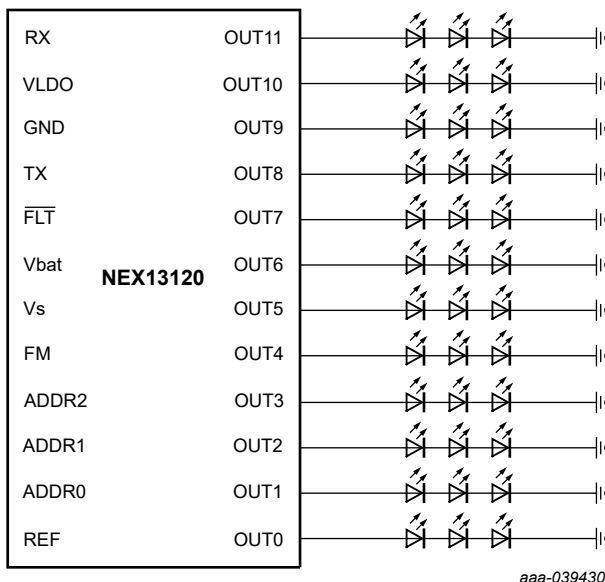 RX OUT11
VLDO OUT10
GND OUT9
TX OUT8
FLT OUT7
Vbat OUT6
NEX13120
Vs OUT5
FM OUT4
ADDR2 OUT3
ADDR1 OUT2
ADDR0 OUT1
REF OUT0
aaa-039430